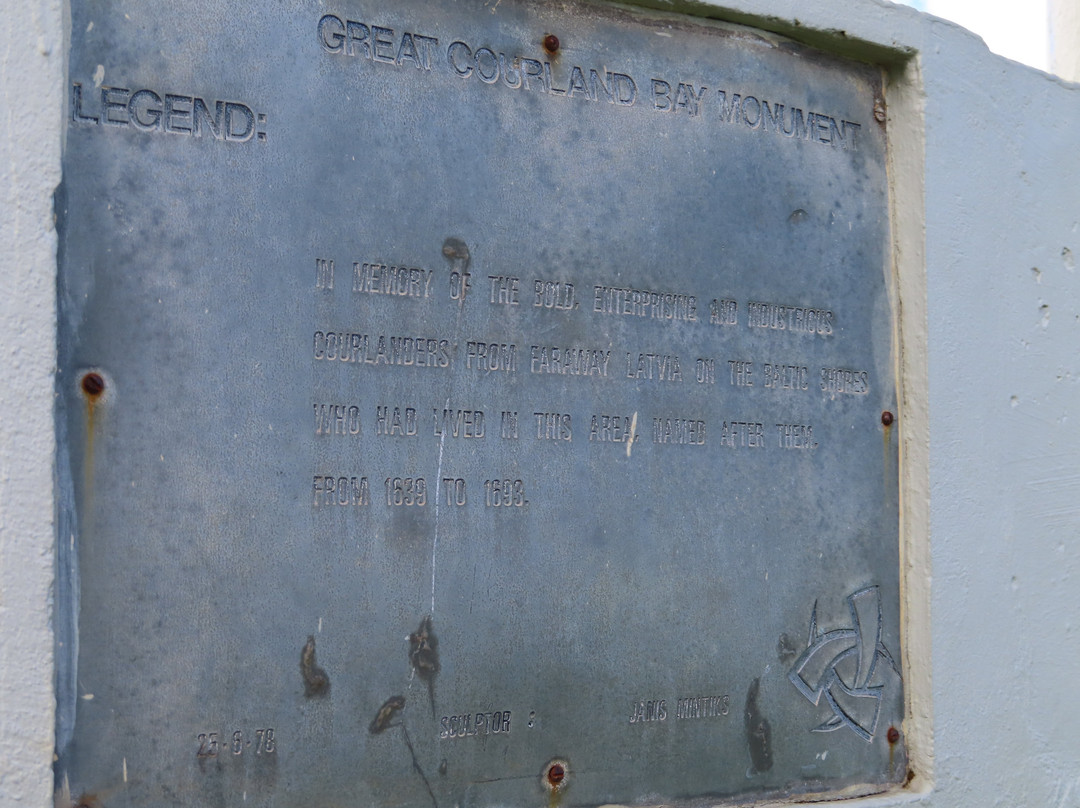 GREAT COURLAND BAY MONUMENT
LEGEND:
IN MEMORY OF THE BOLD, ENTERPRISING AND INDUSTRIOUS
COURLANDERS FROM FARAWAY LATVIA ON THE BALTIC SHORES
WHO HAD LIVED IN THIS AREA, NAMED AFTER THEM.
FROM 1639 TO 1693.
25·6·78 SCULPTOR : JANIS MINTIKS